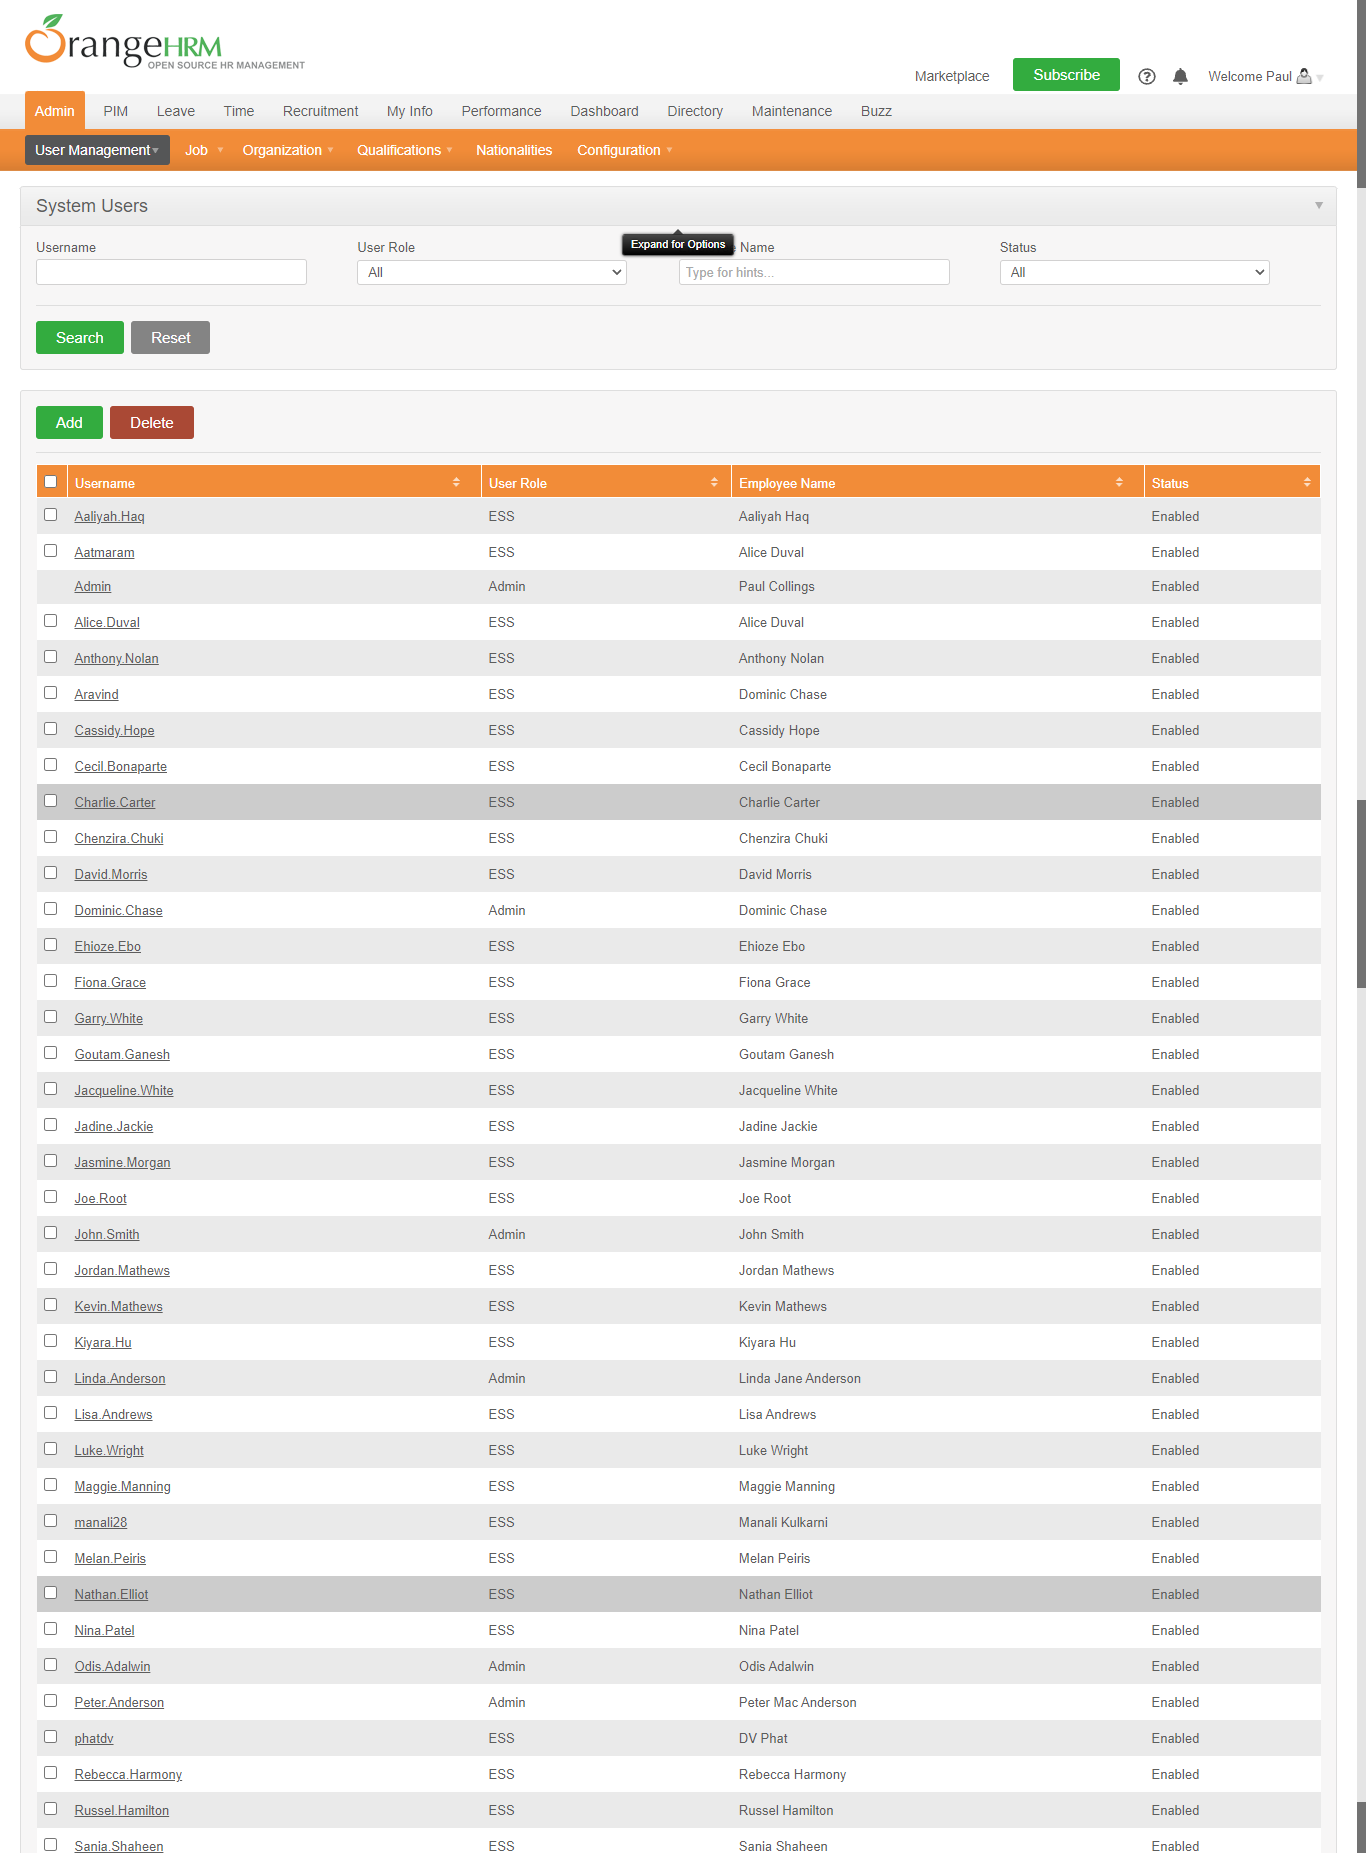 OrangeHRM
OPEN SOURCE HR MANAGEMENT
Marketplace Subscribe Welcome Paul
Admin PIM Leave Time Recruitment My Info Performance Dashboard Directory Maintenance Buzz
User Management Job Organization Qualifications Nationalities Configuration
System Users
Username User Role Expand for Options Name Status
All Type for hints... All
Search Reset
Add Delete
Username User Role Employee Name Status
Aaliyah.Haq ESS Aaliyah Haq Enabled
Aatmaram ESS Alice Duval Enabled
Admin Admin Paul Collings Enabled
Alice.Duval ESS Alice Duval Enabled
Anthony.Nolan ESS Anthony Nolan Enabled
Aravind ESS Dominic Chase Enabled
Cassidy.Hope ESS Cassidy Hope Enabled
Cecil.Bonaparte ESS Cecil Bonaparte Enabled
Charlie.Carter ESS Charlie Carter Enabled
Chenzira.Chuki ESS Chenzira Chuki Enabled
David.Morris ESS David Morris Enabled
Dominic.Chase Admin Dominic Chase Enabled
Ehioze.Ebo ESS Ehioze Ebo Enabled
Fiona.Grace ESS Fiona Grace Enabled
Garry.White ESS Garry White Enabled
Goutam.Ganesh ESS Goutam Ganesh Enabled
Jacqueline.White ESS Jacqueline White Enabled
Jadine.Jackie ESS Jadine Jackie Enabled
Jasmine.Morgan ESS Jasmine Morgan Enabled
Joe.Root ESS Joe Root Enabled
John.Smith Admin John Smith Enabled
Jordan.Mathews ESS Jordan Mathews Enabled
Kevin.Mathews ESS Kevin Mathews Enabled
Kiyara.Hu ESS Kiyara Hu Enabled
Linda.Anderson Admin Linda Jane Anderson Enabled
Lisa.Andrews ESS Lisa Andrews Enabled
Luke.Wright ESS Luke Wright Enabled
Maggie.Manning ESS Maggie Manning Enabled
manali28 ESS Manali Kulkarni Enabled
Melan.Peiris ESS Melan Peiris Enabled
Nathan.Elliot ESS Nathan Elliot Enabled
Nina.Patel ESS Nina Patel Enabled
Odis.Adalwin Admin Odis Adalwin Enabled
Peter.Anderson Admin Peter Mac Anderson Enabled
phatdv ESS DV Phat Enabled
Rebecca.Harmony ESS Rebecca Harmony Enabled
Russel.Hamilton ESS Russel Hamilton Enabled
Sania.Shaheen ESS Sania Shaheen Enabled